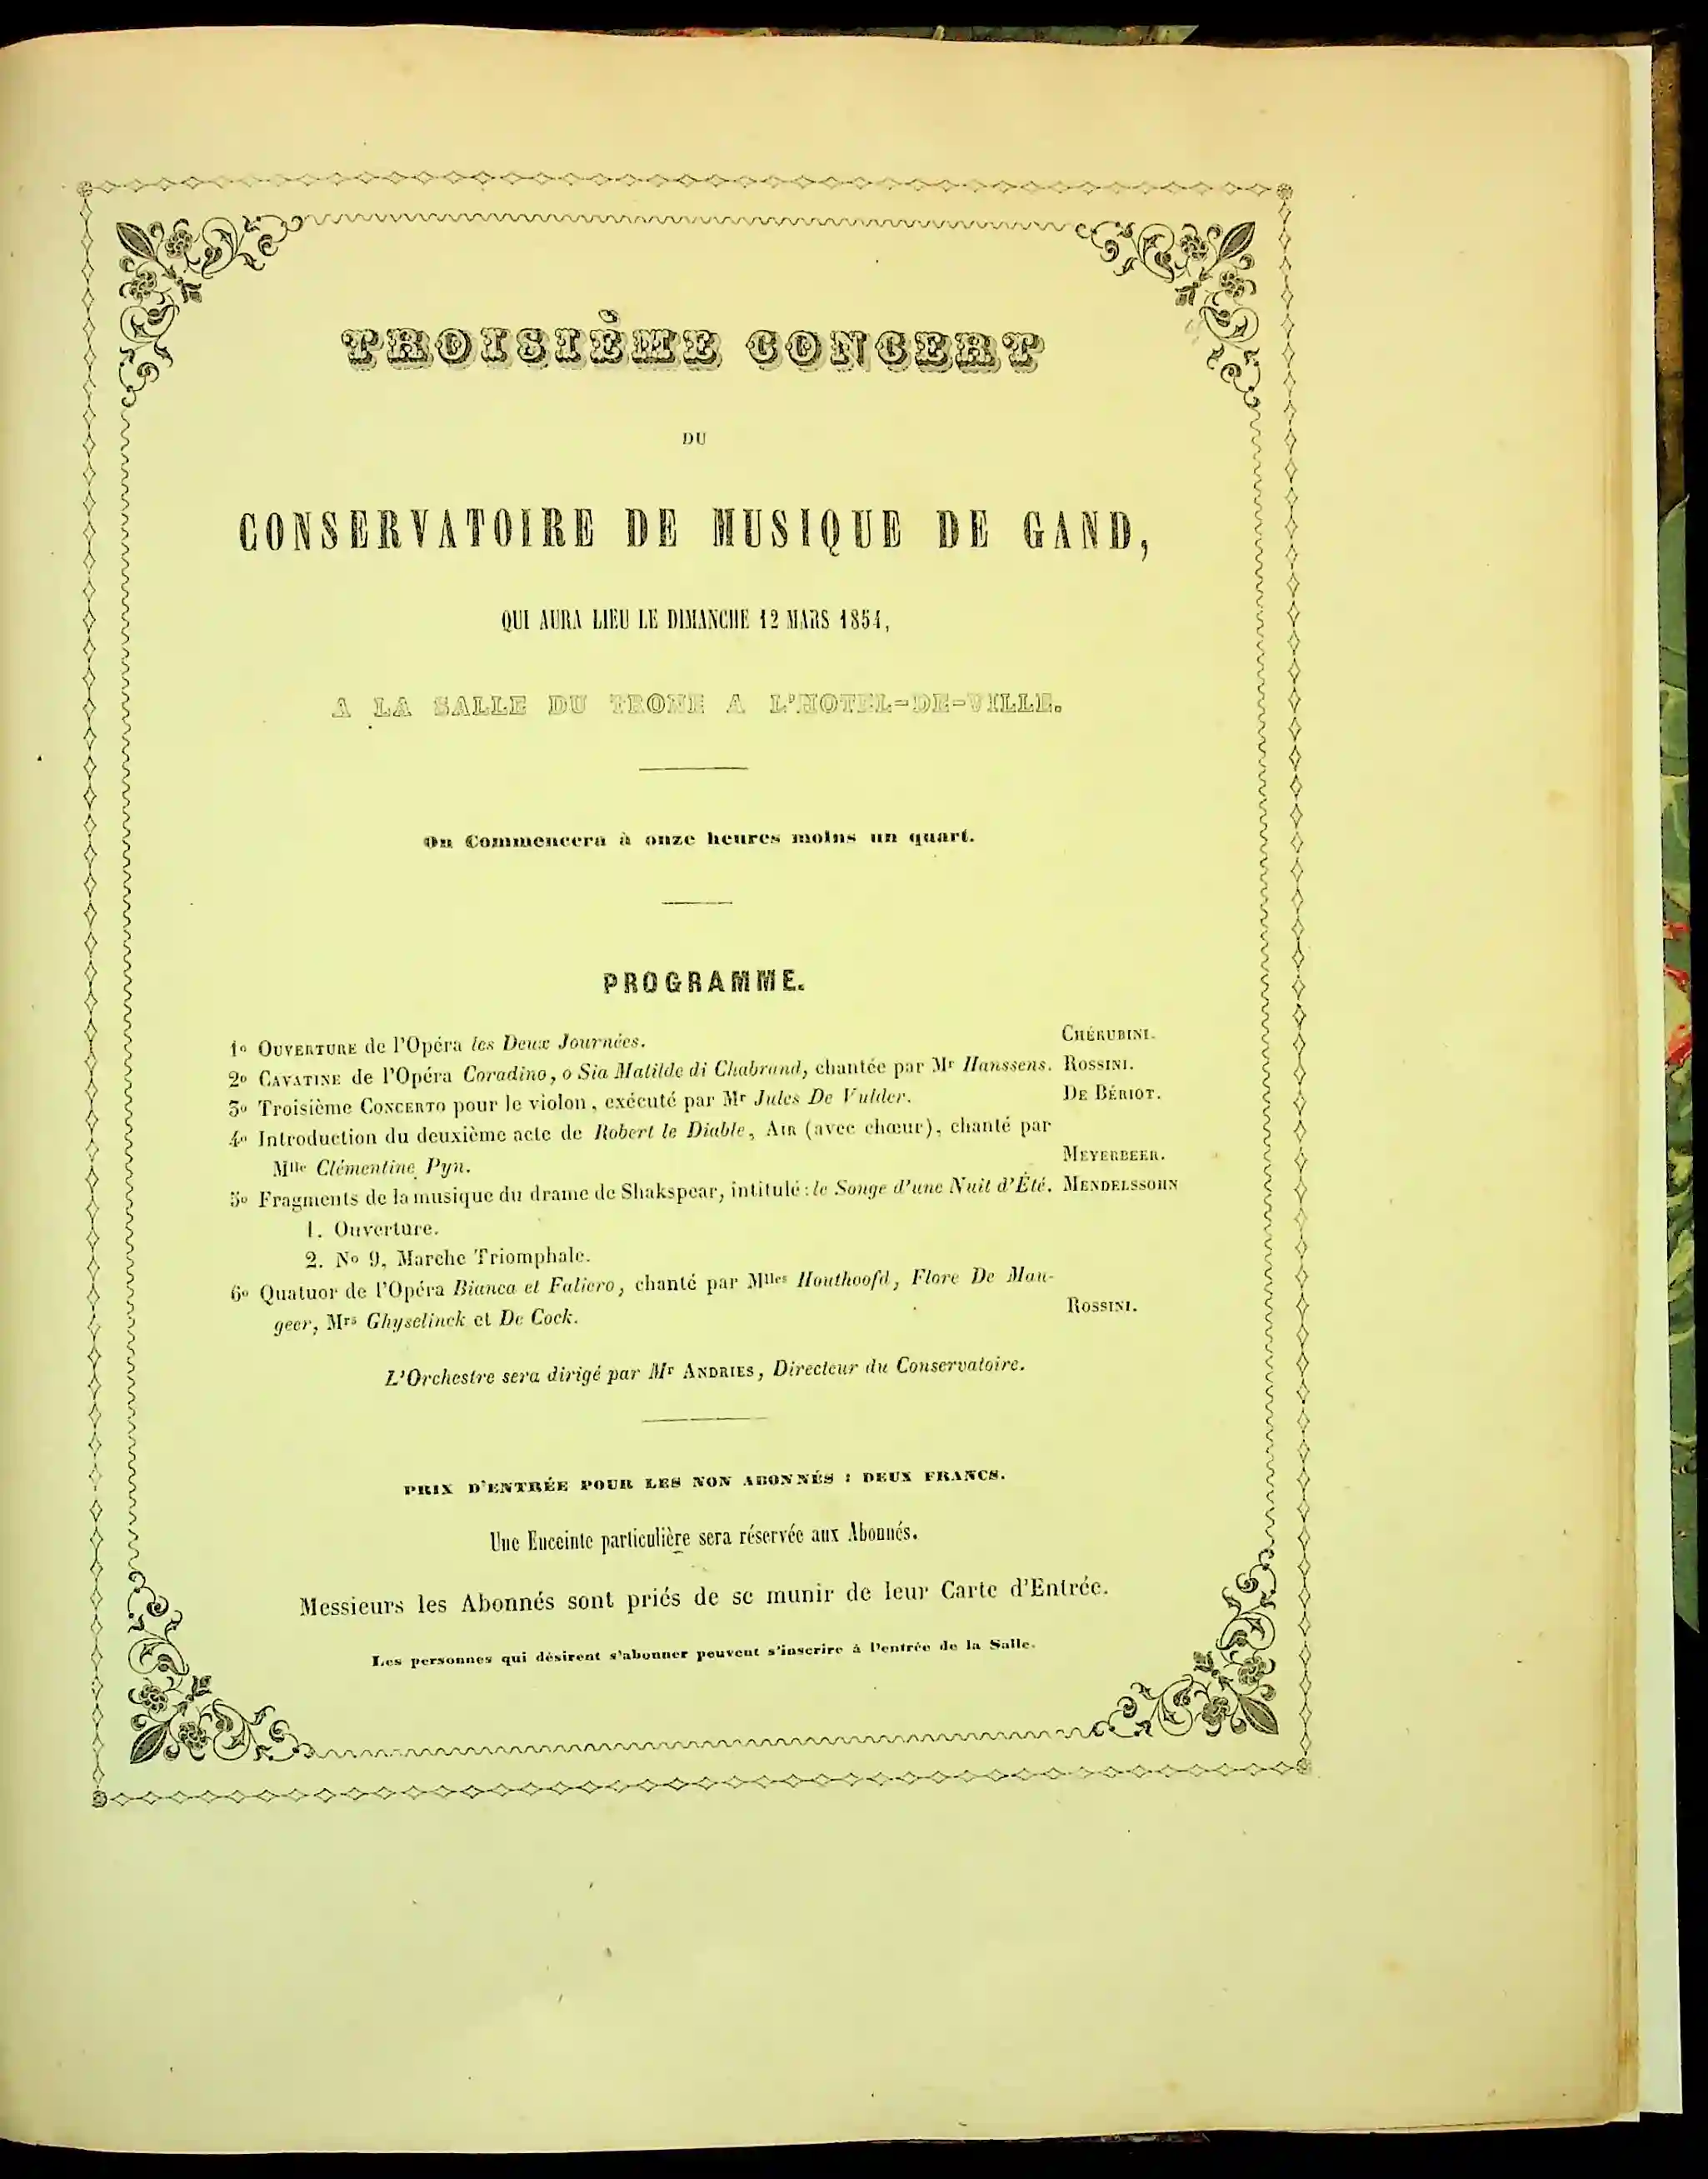 TROISIÈME CONCERT
DU
CONSERVATOIRE DE MUSIQUE DE GAND,
QUI AURA LIEU LE DIMANCHE 12 MARS 1854,
A LA SALLE DU TRONE A L'HOTEL-DE-VILLE.
On Commencera à onze heures moins un quart.
PROGRAMME.
1º OUVERTURE de l'Opéra les Deux Journées. CHÉRUBINI.
2º CAVATINE de l'Opéra Coradino, o Sia Matilde di Chabrand, chantée par Mr Hanssens. ROSSINI.
3º Troisième CONCERTO pour le violon, exécuté par Mr Jules De Vulder. DE BÉRIOT.
4º Introduction du deuxième acte de Robert le Diable, AIR (avec chœur), chanté par
Mlle Clémentine Pyn. MEYERBEER.
5º Fragments de la musique du drame de Shakspear, intitulé : le Songe d'une Nuit d'Été. MENDELSSOHN
1. Ouverture.
2. Nº 9, Marche Triomphale.
6º Quatuor de l'Opéra Bianca et Faliero, chanté par Mlles Houthoofd, Flore De Mau-
geer, Mrs Ghyselinck et De Cock. ROSSINI.
L'Orchestre sera dirigé par Mr ANDRIES, Directeur du Conservatoire.
PRIX D'ENTRÉE POUR LES NON ABONNÉS : DEUX FRANCS.
Une Enceinte particulière sera réservée aux Abonnés.
Messieurs les Abonnés sont priés de se munir de leur Carte d'Entrée.
Les personnes qui désirent s'abonner peuvent s'inscrire à l'entrée de la Salle.